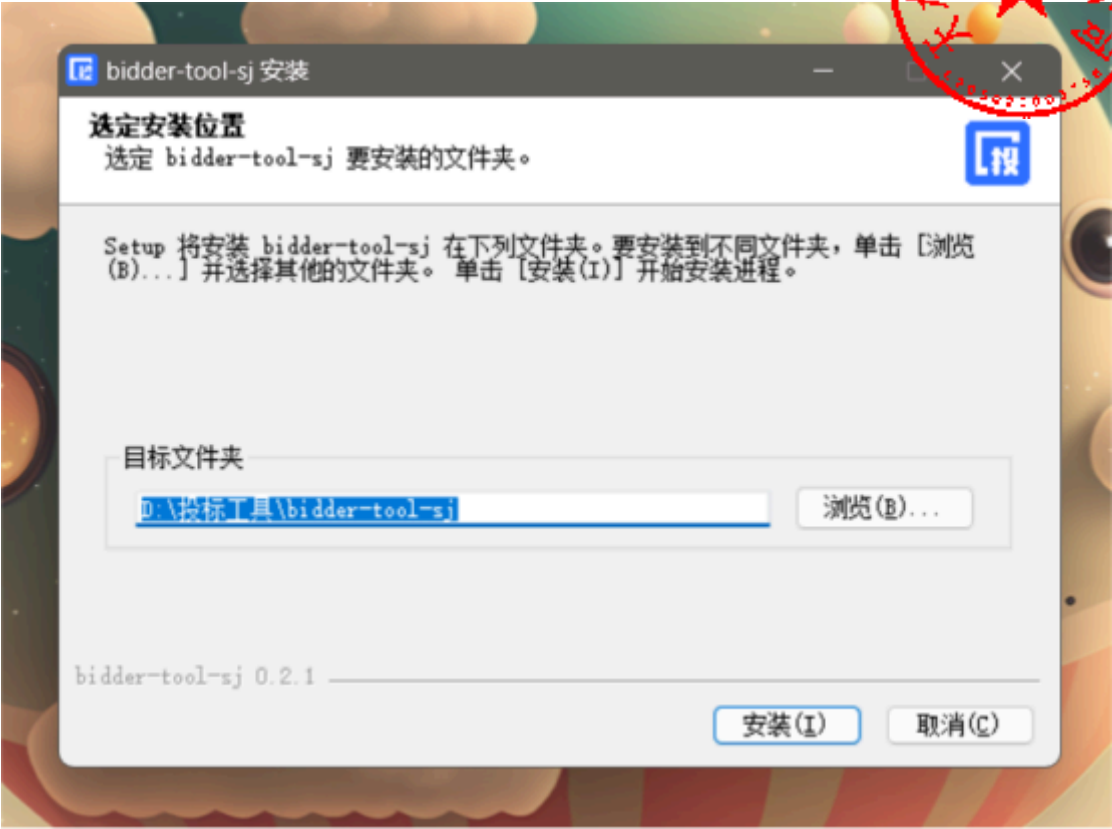 bidder-tool-sj 安装
选定安装位置
选定 bidder-tool-sj 要安装的文件夹。
投
Setup 将安装 bidder-tool-sj 在下列文件夹。要安装到不同文件夹，单击 [浏览
(B)...] 并选择其他的文件夹。 单击 [安装(I)] 开始安装进程。
目标文件夹
D:\投标工具\bidder-tool-sj
浏览(B)...
bidder-tool-sj 0.2.1
安装(I)
取消(C)